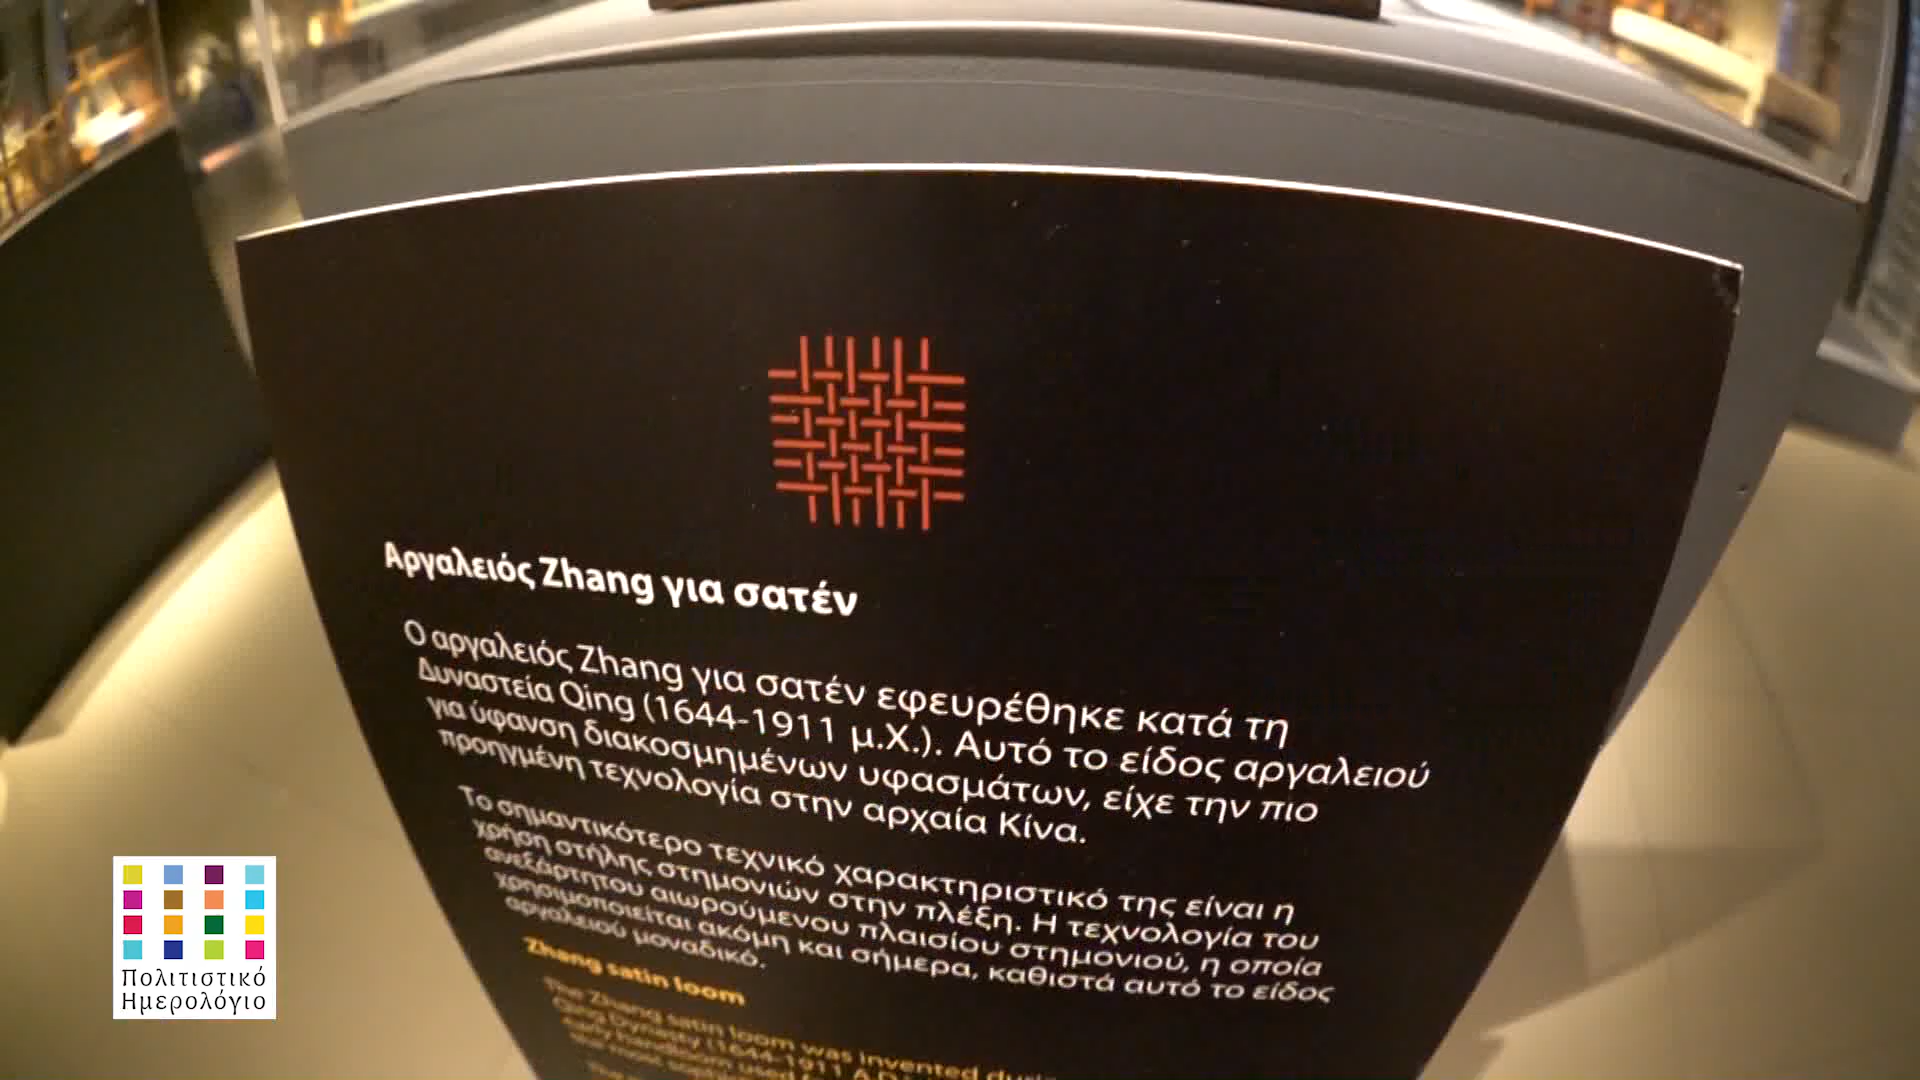 Αργαλειός Zhang για σατέν
Ο αργαλειός Zhang για σατέν εφευρέθηκε κατά τη
Δυναστεία Qing (1644-1911 μ.Χ.). Αυτό το είδος αργαλειού
για ύφανση διακοσμημένων υφασμάτων, είχε την πιο
προηγμένη τεχνολογία στην αρχαία Κίνα.
Το σημαντικότερο τεχνικό χαρακτηριστικό της είναι η
χρήση στήλης στημονιών στην πλέξη. Η τεχνολογία του
ανεξάρτητου αιωρούμενου πλαισίου στημονιού, η οποία
χρησιμοποιείται ακόμη και σήμερα, καθιστά αυτό το είδος
αργαλειού μοναδικό.
Zhang satin loom
The Zhang satin loom was invented
Qing Dynasty (1644-1911 A.D.
Πολιτιστικό
Ημερολόγιο